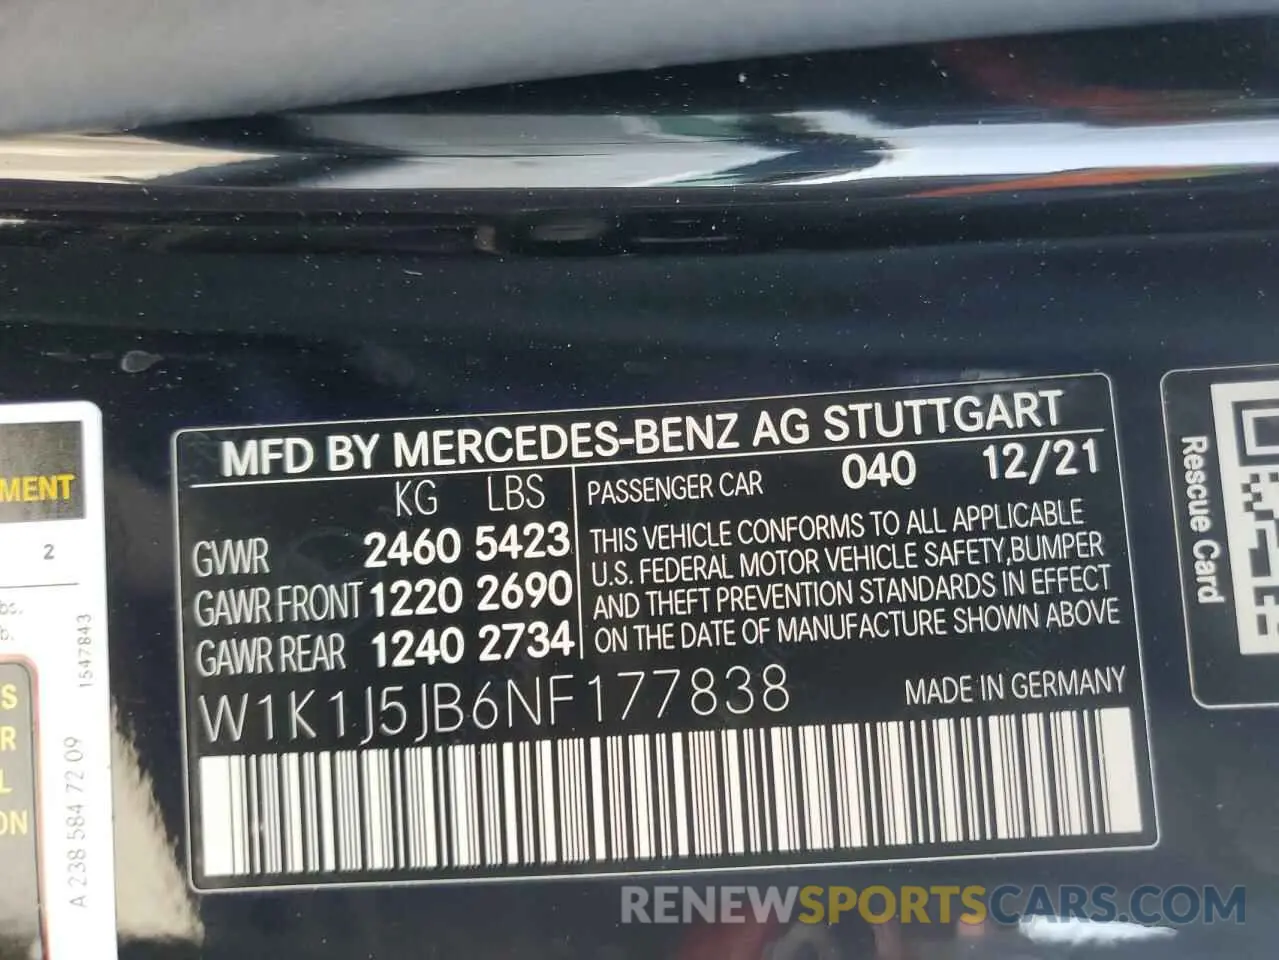 MFD BY MERCEDES-BENZ AG STUTTGART
KG LBS
GVWR 2460 5423
GAWR FRONT 1220 2690
GAWR REAR 1240 2734
PASSENGER CAR 040 12/21
THIS VEHICLE CONFORMS TO ALL APPLICABLE
U.S. FEDERAL MOTOR VEHICLE SAFETY,BUMPER
AND THEFT PREVENTION STANDARDS IN EFFECT
ON THE DATE OF MANUFACTURE SHOWN ABOVE
W1K1J5JB6NF177838 MADE IN GERMANY
Rescue Card
MENT
2
bs.
b.
S
R
L
ON
A 238 584 72 09
1547843
RENEWSPORTSCARS.COM